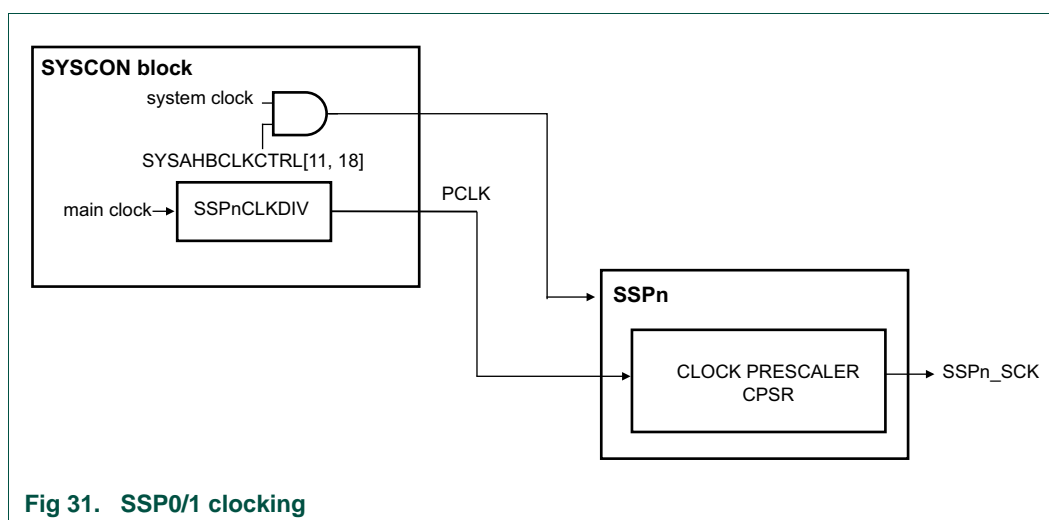 SYSCON block
system clock
SYSAHBCLKCTRL[11, 18]
main clock
SSPnCLKDIV
PCLK
SSPn
CLOCK PRESCALER
CPSR
SSPn_SCK
Fig 31. SSP0/1 clocking